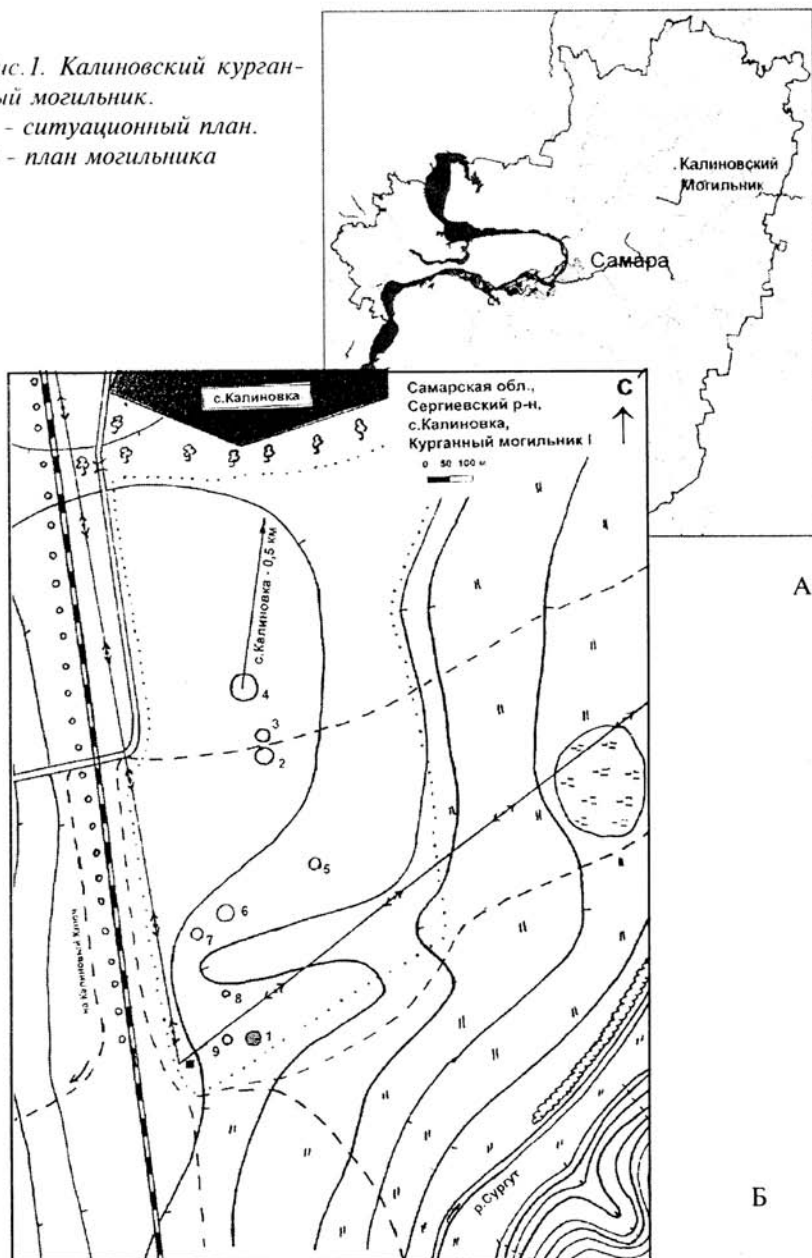 ис.1. Калиновский курган-
ый могильник.
- ситуационный план.
- план могильника
Калиновский
Могильник
Самара
А
с.Калиновка
Самарская обл.,
Сергиевский р-н,
с.Калиновка,
Курганный могильник I
С
0 50 100 м
с.Калиновка - 0,5 км
4
3
2
5
6
7
8
9
1
на Калиновый Ключ
р.Сургут
Б